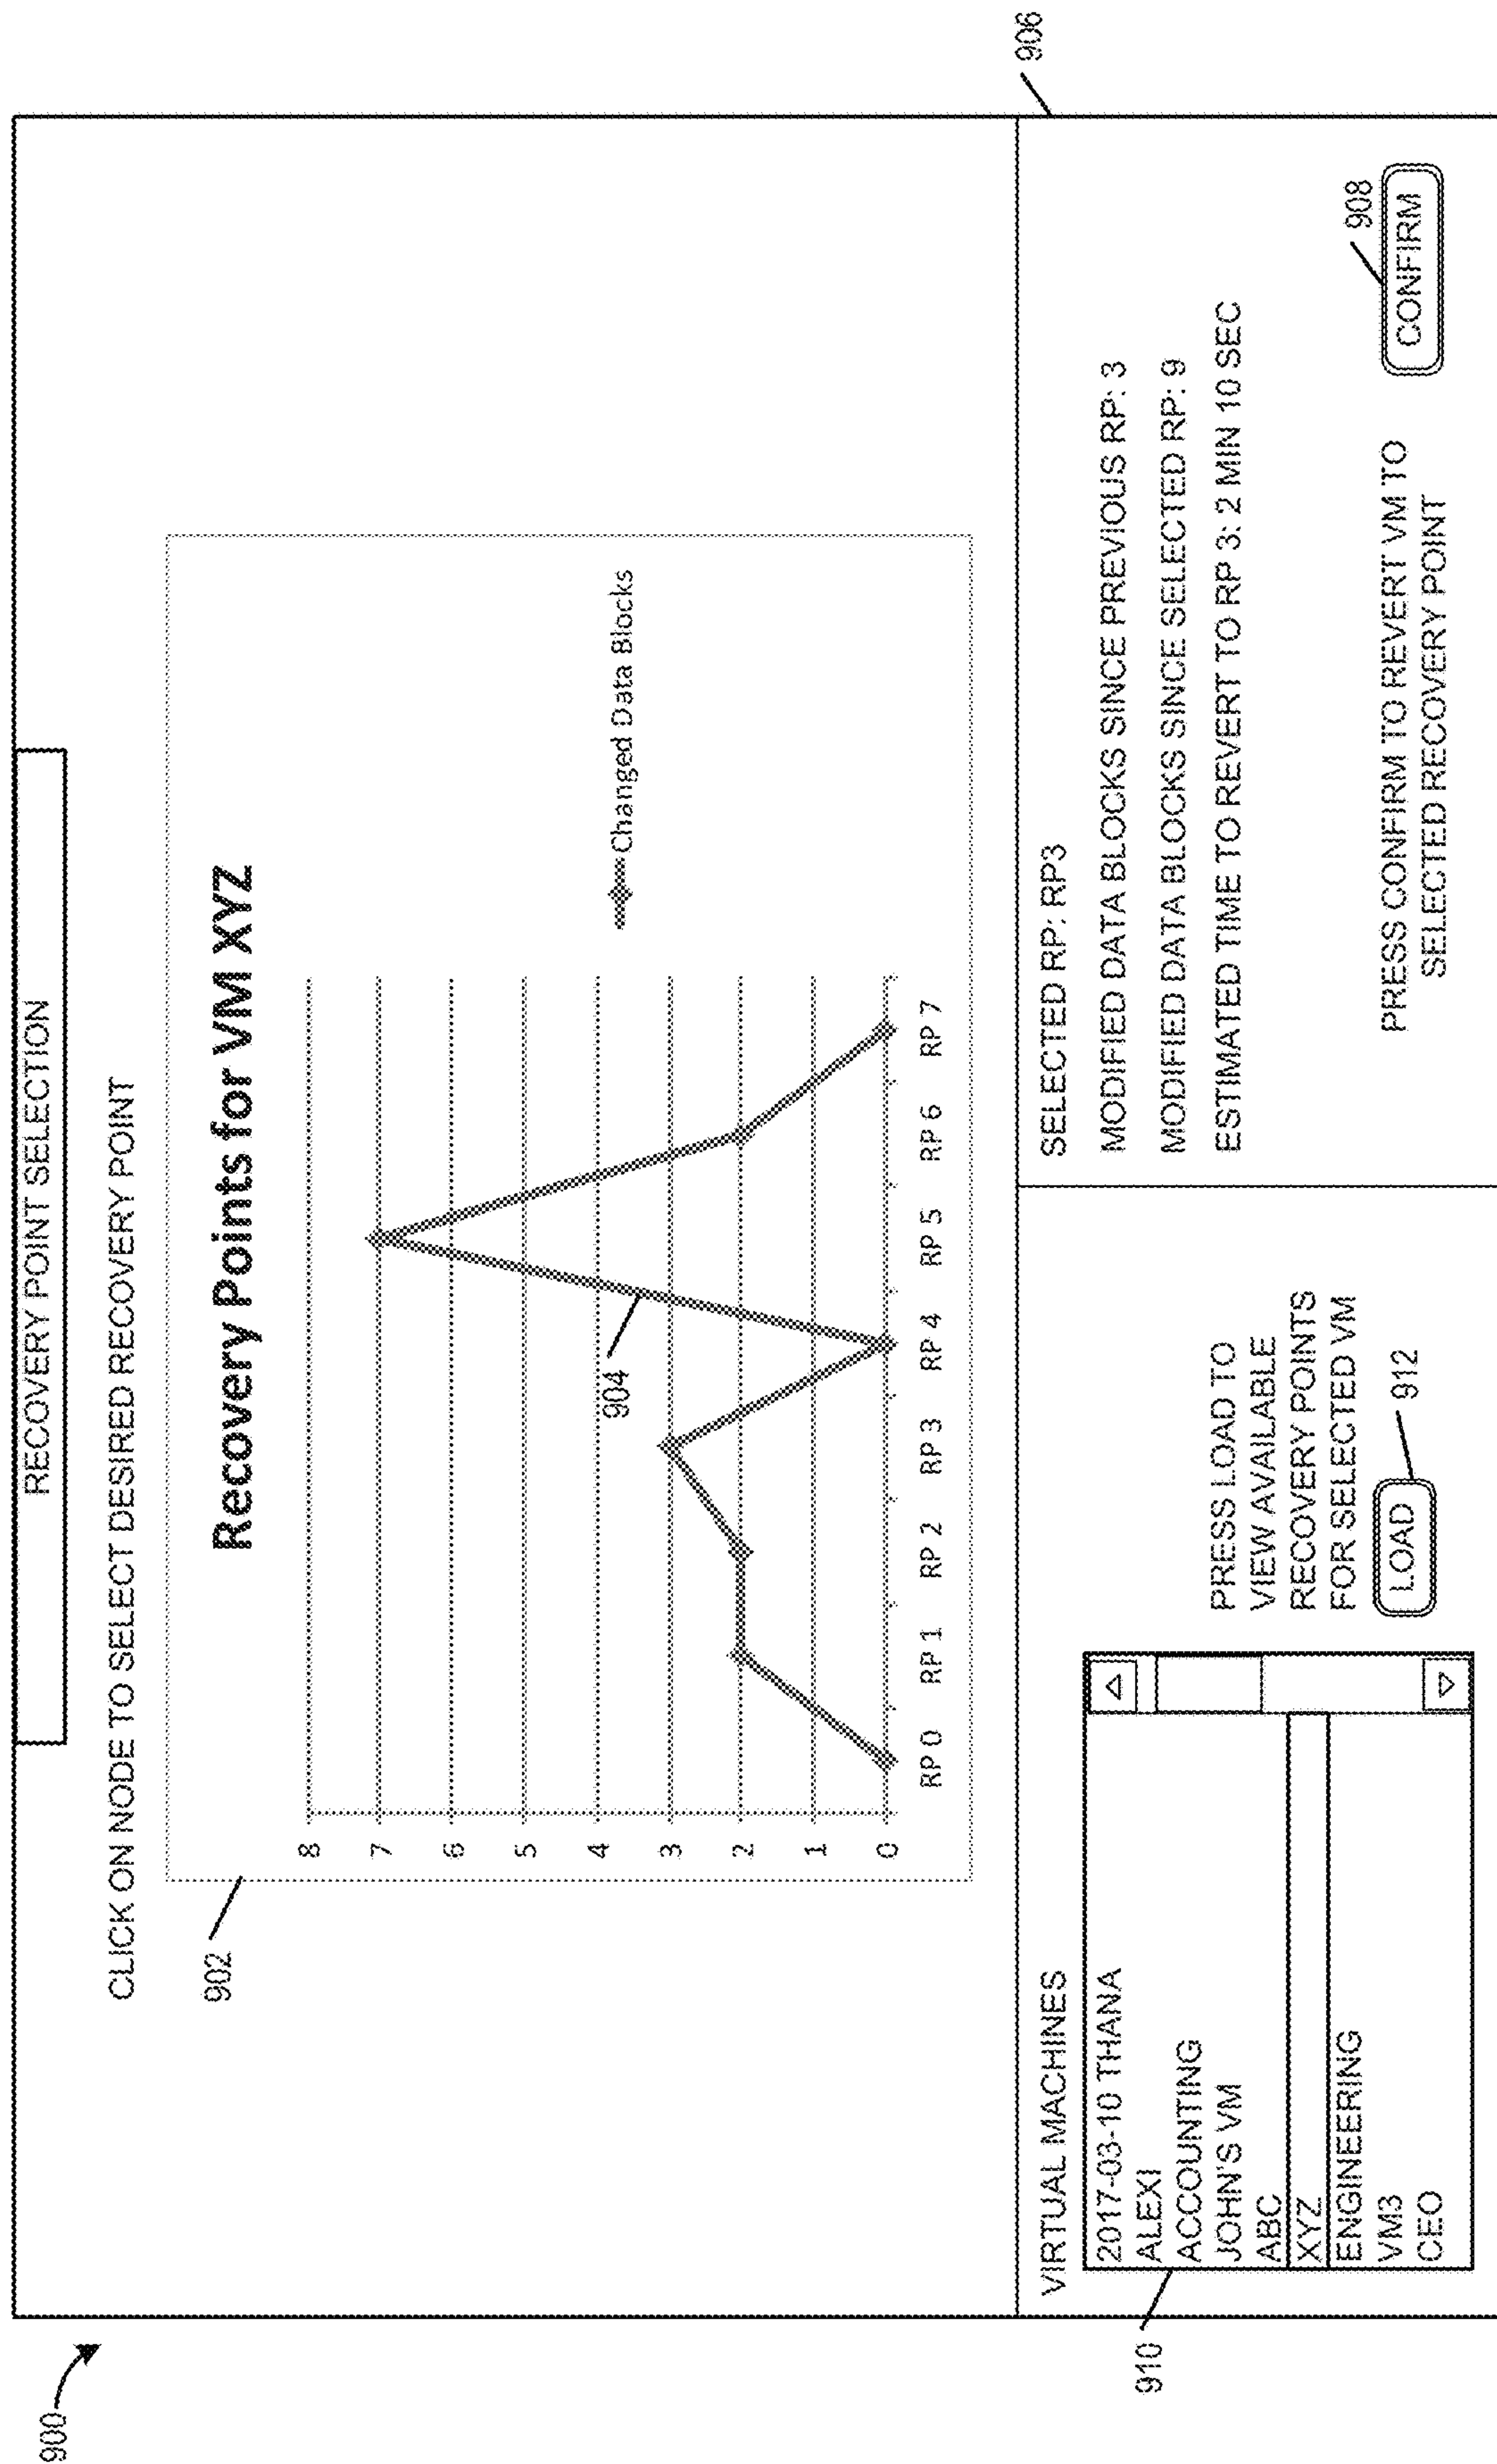 900
RECOVERY POINT SELECTION
CLICK ON NODE TO SELECT DESIRED RECOVERY POINT
902
Recovery Points for VM XYZ
8
7
6
5
4
3
2
1
0
904
Changed Data Blocks
RP 0 RP 1 RP 2 RP 3 RP 4 RP 5 RP 6 RP 7
VIRTUAL MACHINES
2017-03-10 THANA
ALEXI
ACCOUNTING
JOHN'S VM
ABC
XYZ
ENGINEERING
VM3
CEO
910
PRESS LOAD TO
VIEW AVAILABLE
RECOVERY POINTS
FOR SELECTED VM
LOAD
912
906
SELECTED RP: RP3
MODIFIED DATA BLOCKS SINCE PREVIOUS RP: 3
MODIFIED DATA BLOCKS SINCE SELECTED RP: 9
ESTIMATED TIME TO REVERT TO RP 3: 2 MIN 10 SEC
PRESS CONFIRM TO REVERT VM TO
SELECTED RECOVERY POINT
908
CONFIRM